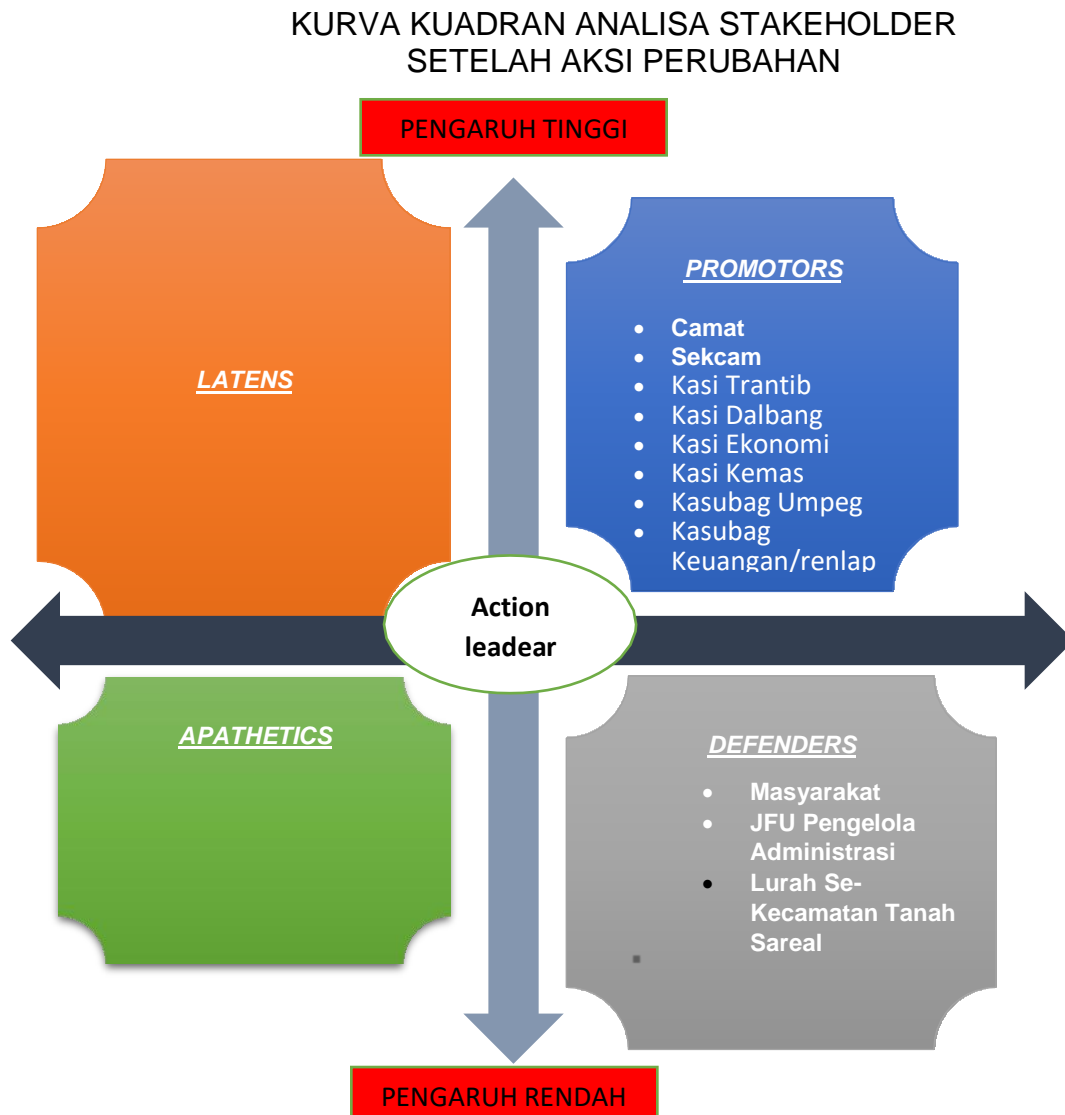 KURVA KUADRAN ANALISA STAKEHOLDER
SETELAH AKSI PERUBAHAN
PENGARUH TINGGI
LATENS
PROMOTORS
• Camat
• Sekcam
• Kasi Trantib
• Kasi Dalbang
• Kasi Ekonomi
• Kasi Kemas
• Kasubag Umpeg
• Kasubag
Keuangan/renlap
Action
leadear
APATHETICS
DEFENDERS
• Masyarakat
• JFU Pengelola
Administrasi
• Lurah Se-
Kecamatan Tanah
Sareal
PENGARUH RENDAH